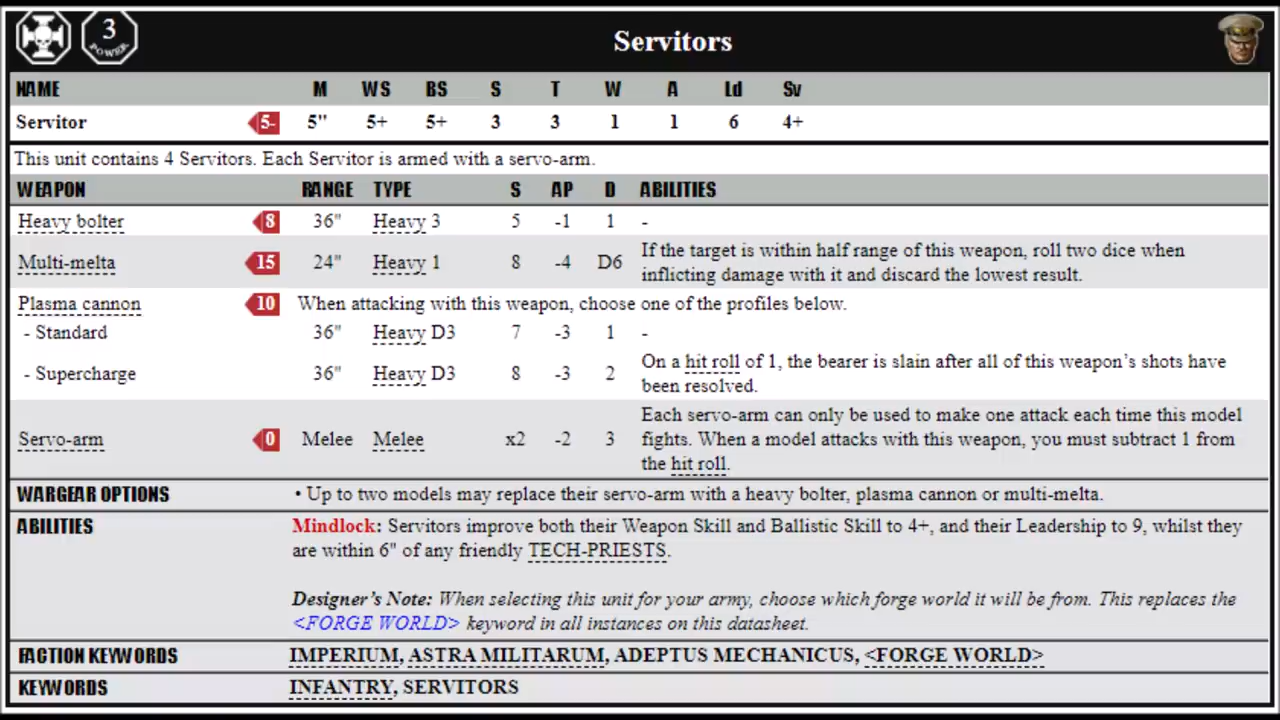 3
POWER
Servitors
NAME M WS BS S T W A Ld Sv
Servitor 5- 5" 5+ 5+ 3 3 1 1 6 4+
This unit contains 4 Servitors. Each Servitor is armed with a servo-arm.
WEAPON RANGE TYPE S AP D ABILITIES
Heavy bolter 8 36" Heavy 3 5 -1 1 -
Multi-melta 15 24" Heavy 1 8 -4 D6 If the target is within half range of this weapon, roll two dice when
inflicting damage with it and discard the lowest result.
Plasma cannon 10 When attacking with this weapon, choose one of the profiles below.
- Standard 36" Heavy D3 7 -3 1 -
- Supercharge 36" Heavy D3 8 -3 2 On a hit roll of 1, the bearer is slain after all of this weapon's shots have
been resolved.
Servo-arm 0 Melee Melee x2 -2 3 Each servo-arm can only be used to make one attack each time this model
fights. When a model attacks with this weapon, you must subtract 1 from
the hit roll.
WARGEAR OPTIONS • Up to two models may replace their servo-arm with a heavy bolter, plasma cannon or multi-melta.
ABILITIES Mindlock: Servitors improve both their Weapon Skill and Ballistic Skill to 4+, and their Leadership to 9, whilst they
are within 6" of any friendly TECH-PRIESTS.
Designer's Note: When selecting this unit for your army, choose which forge world it will be from. This replaces the
<FORGE WORLD> keyword in all instances on this datasheet.
FACTION KEYWORDS IMPERIUM, ASTRA MILITARUM, ADEPTUS MECHANICUS, <FORGE WORLD>
KEYWORDS INFANTRY, SERVITORS